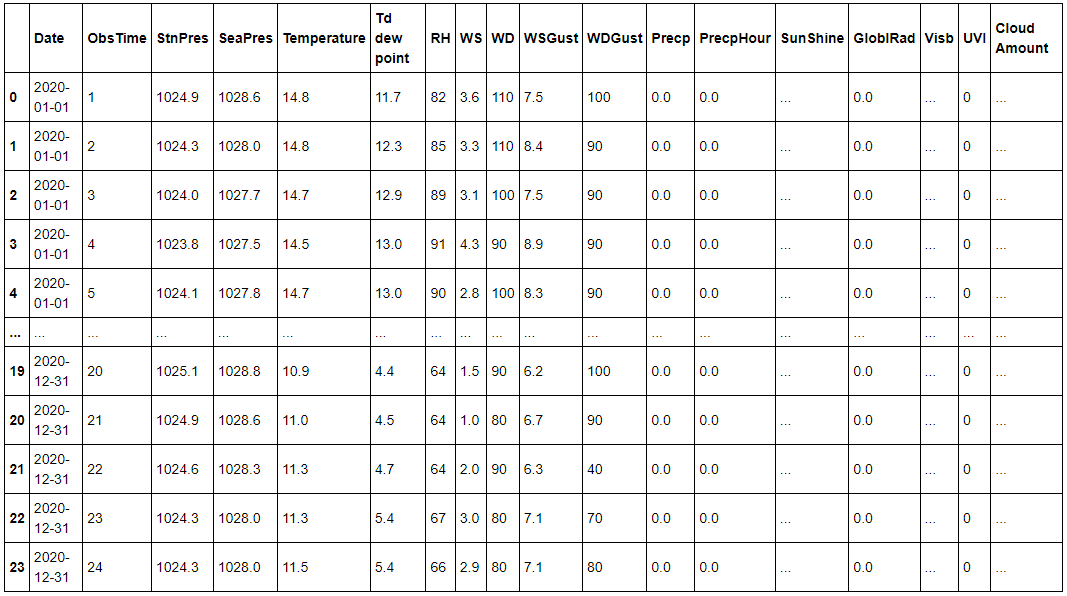 Date ObsTime StnPres SeaPres Temperature Td dew point RH WS WD WSGust WDGust Precp PrecpHour SunShine GloblRad Visb UVI Cloud Amount
0 2020-01-01 1 1024.9 1028.6 14.8 11.7 82 3.6 110 7.5 100 0.0 0.0 ... 0.0 ... 0 ...
1 2020-01-01 2 1024.3 1028.0 14.8 12.3 85 3.3 110 8.4 90 0.0 0.0 ... 0.0 ... 0 ...
2 2020-01-01 3 1024.0 1027.7 14.7 12.9 89 3.1 100 7.5 90 0.0 0.0 ... 0.0 ... 0 ...
3 2020-01-01 4 1023.8 1027.5 14.5 13.0 91 4.3 90 8.9 90 0.0 0.0 ... 0.0 ... 0 ...
4 2020-01-01 5 1024.1 1027.8 14.7 13.0 90 2.8 100 8.3 90 0.0 0.0 ... 0.0 ... 0 ...
... ... ... ... ... ... ... ... ... ... ... ... ... ... ... ... ... ... ...
19 2020-12-31 20 1025.1 1028.8 10.9 4.4 64 1.5 90 6.2 100 0.0 0.0 ... 0.0 ... 0 ...
20 2020-12-31 21 1024.9 1028.6 11.0 4.5 64 1.0 80 6.7 90 0.0 0.0 ... 0.0 ... 0 ...
21 2020-12-31 22 1024.6 1028.3 11.3 4.7 64 2.0 90 6.3 40 0.0 0.0 ... 0.0 ... 0 ...
22 2020-12-31 23 1024.3 1028.0 11.3 5.4 67 3.0 80 7.1 70 0.0 0.0 ... 0.0 ... 0 ...
23 2020-12-31 24 1024.3 1028.0 11.5 5.4 66 2.9 80 7.1 80 0.0 0.0 ... 0.0 ... 0 ...